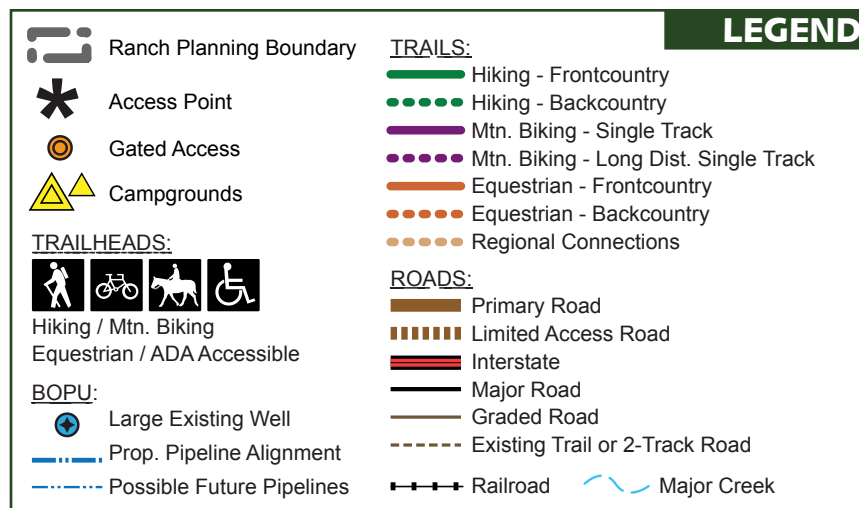 LEGEND
Ranch Planning Boundary
Access Point
Gated Access
Campgrounds
TRAILHEADS:
Hiking / Mtn. Biking
Equestrian / ADA Accessible
BOPU:
Large Existing Well
Prop. Pipeline Alignment
Possible Future Pipelines
TRAILS:
Hiking - Frontcountry
Hiking - Backcountry
Mtn. Biking - Single Track
Mtn. Biking - Long Dist. Single Track
Equestrian - Frontcountry
Equestrian - Backcountry
Regional Connections
ROADS:
Primary Road
Limited Access Road
Interstate
Major Road
Graded Road
Existing Trail or 2-Track Road
Railroad
Major Creek